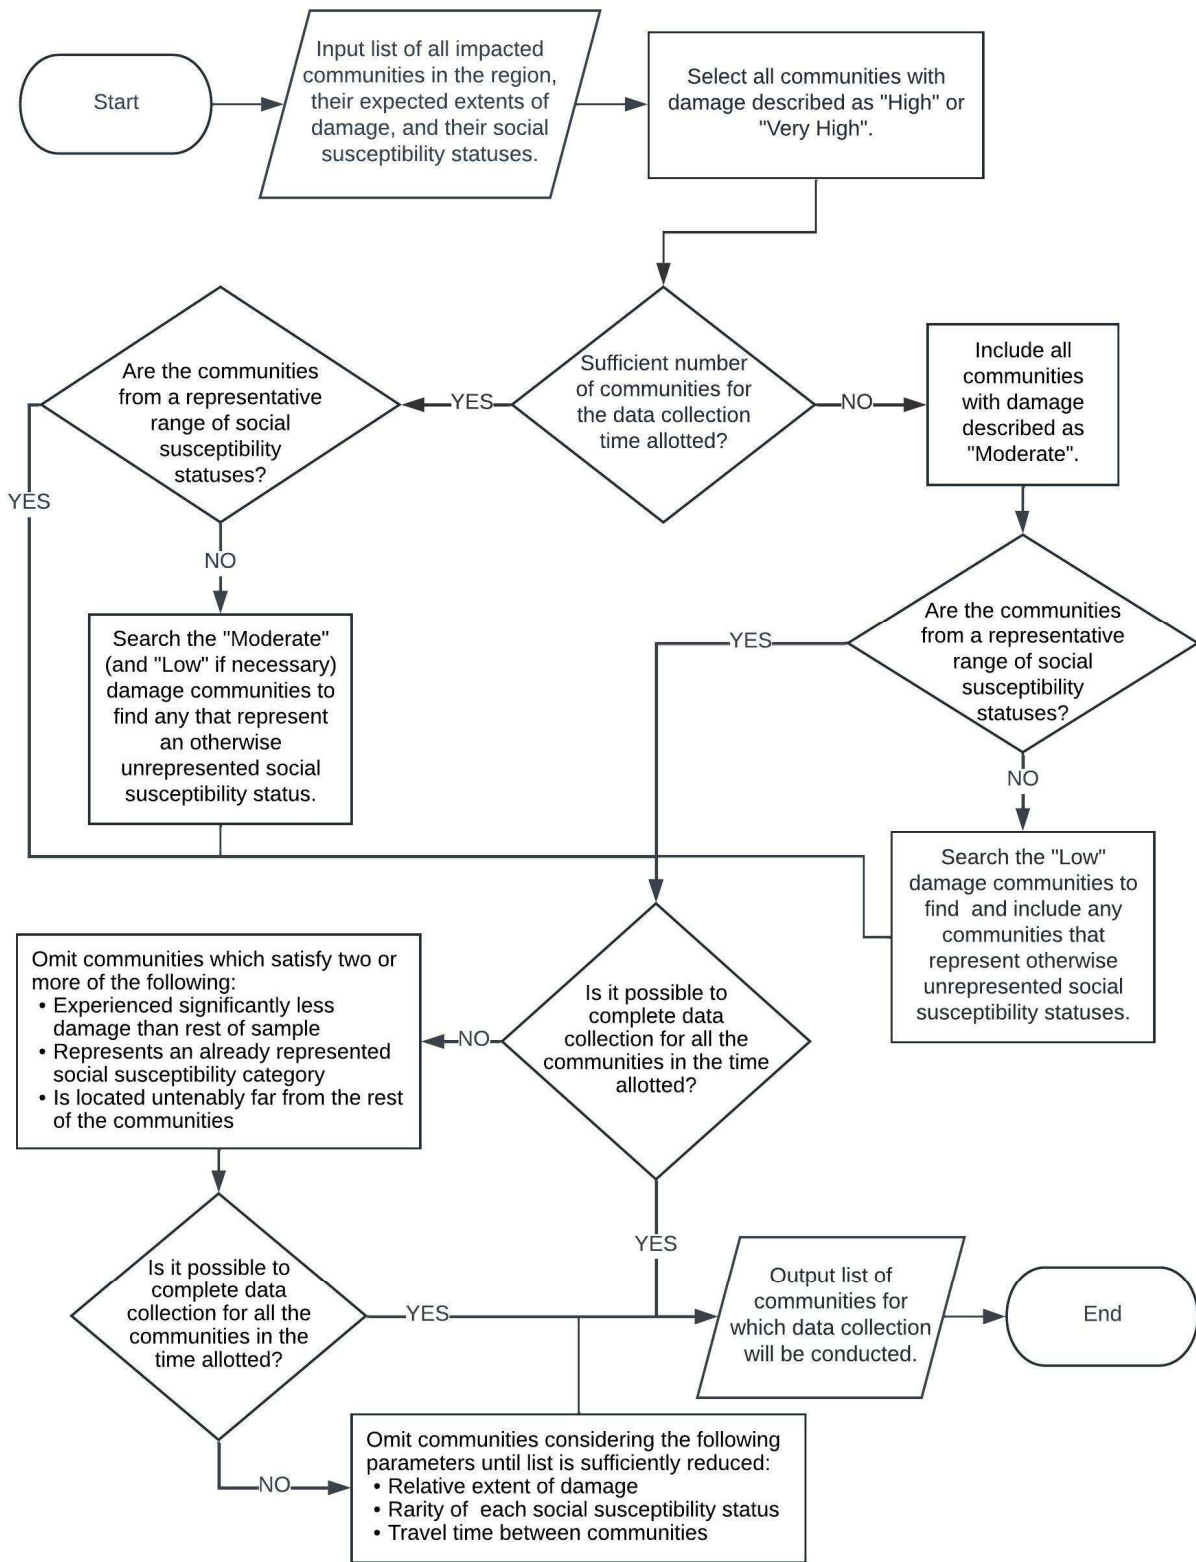 Start
Input list of all impacted
communities in the region,
their expected extents of
damage, and their social
susceptibility statuses.
Select all communities with
damage described as "High" or
"Very High".
Sufficient number
of communities for
the data collection
time allotted?
YES
NO
Are the communities
from a representative
range of social
susceptibility
statuses?
YES
NO
Include all
communities
with damage
described as
"Moderate".
Search the "Moderate"
(and "Low" if necessary)
damage communities to
find any that represent
an otherwise
unrepresented social
susceptibility status.
Are the communities
from a representative
range of social
susceptibility
statuses?
YES
NO
Search the "Low"
damage communities to
find and include any
communities that
represent otherwise
unrepresented social
susceptibility statuses.
Is it possible to
complete data
collection for all the
communities in the time
allotted?
NO
YES
Omit communities which satisfy two or
more of the following:
• Experienced significantly less
damage than rest of sample
• Represents an already represented
social susceptibility category
• Is located untenably far from the rest
of the communities
Is it possible to
complete data
collection for all the
communities in the
time allotted?
YES
NO
Omit communities considering the following
parameters until list is sufficiently reduced:
• Relative extent of damage
• Rarity of each social susceptibility status
• Travel time between communities
Output list of
communities for
which data collection
will be conducted.
End